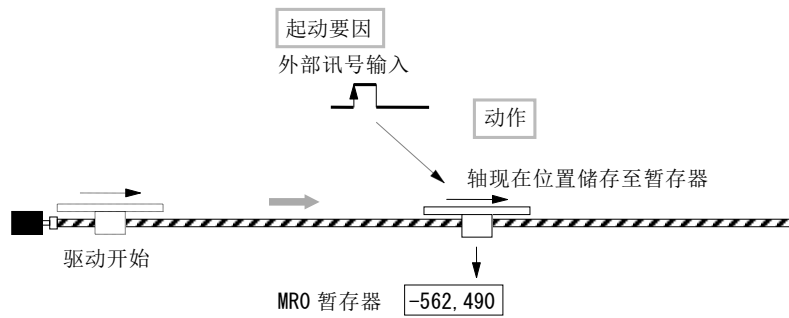 起动要因
外部讯号输入
动作
轴现在位置储存至暂存器
驱动开始
MR0 暂存器 -562,490